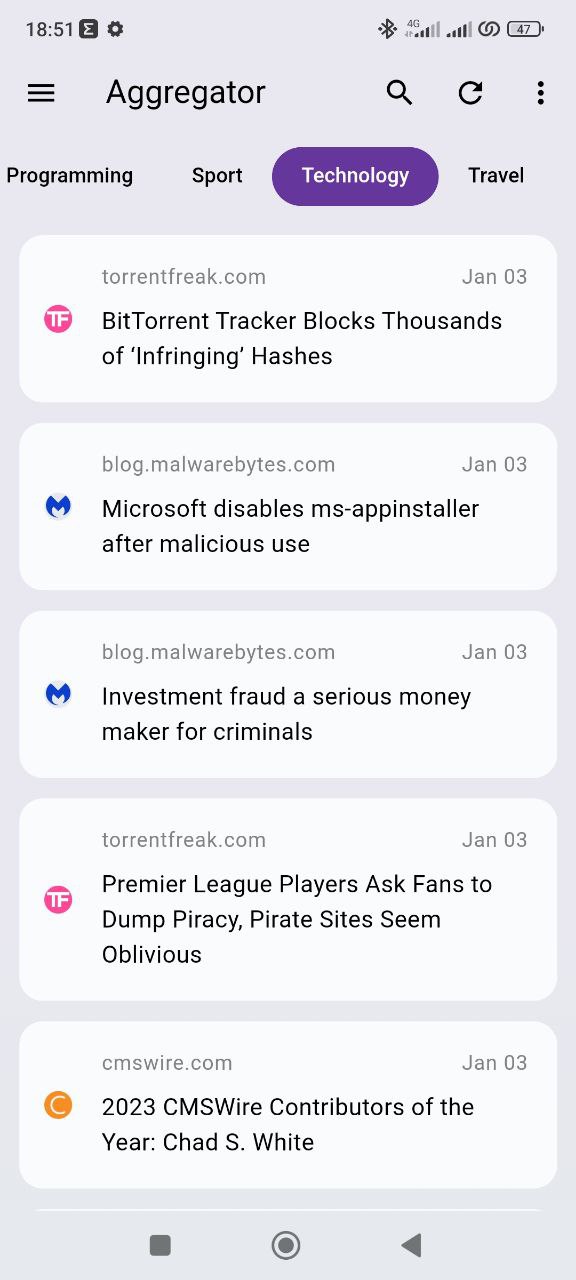 18:51 Σ 4G 47
Aggregator
Programming Sport Technology Travel
torrentfreak.com Jan 03
TF
BitTorrent Tracker Blocks Thousands
of ‘Infringing’ Hashes
blog.malwarebytes.com Jan 03
Microsoft disables ms-appinstaller
after malicious use
blog.malwarebytes.com Jan 03
Investment fraud a serious money
maker for criminals
torrentfreak.com Jan 03
TF
Premier League Players Ask Fans to
Dump Piracy, Pirate Sites Seem
Oblivious
cmswire.com Jan 03
C
2023 CMSWire Contributors of the
Year: Chad S. White